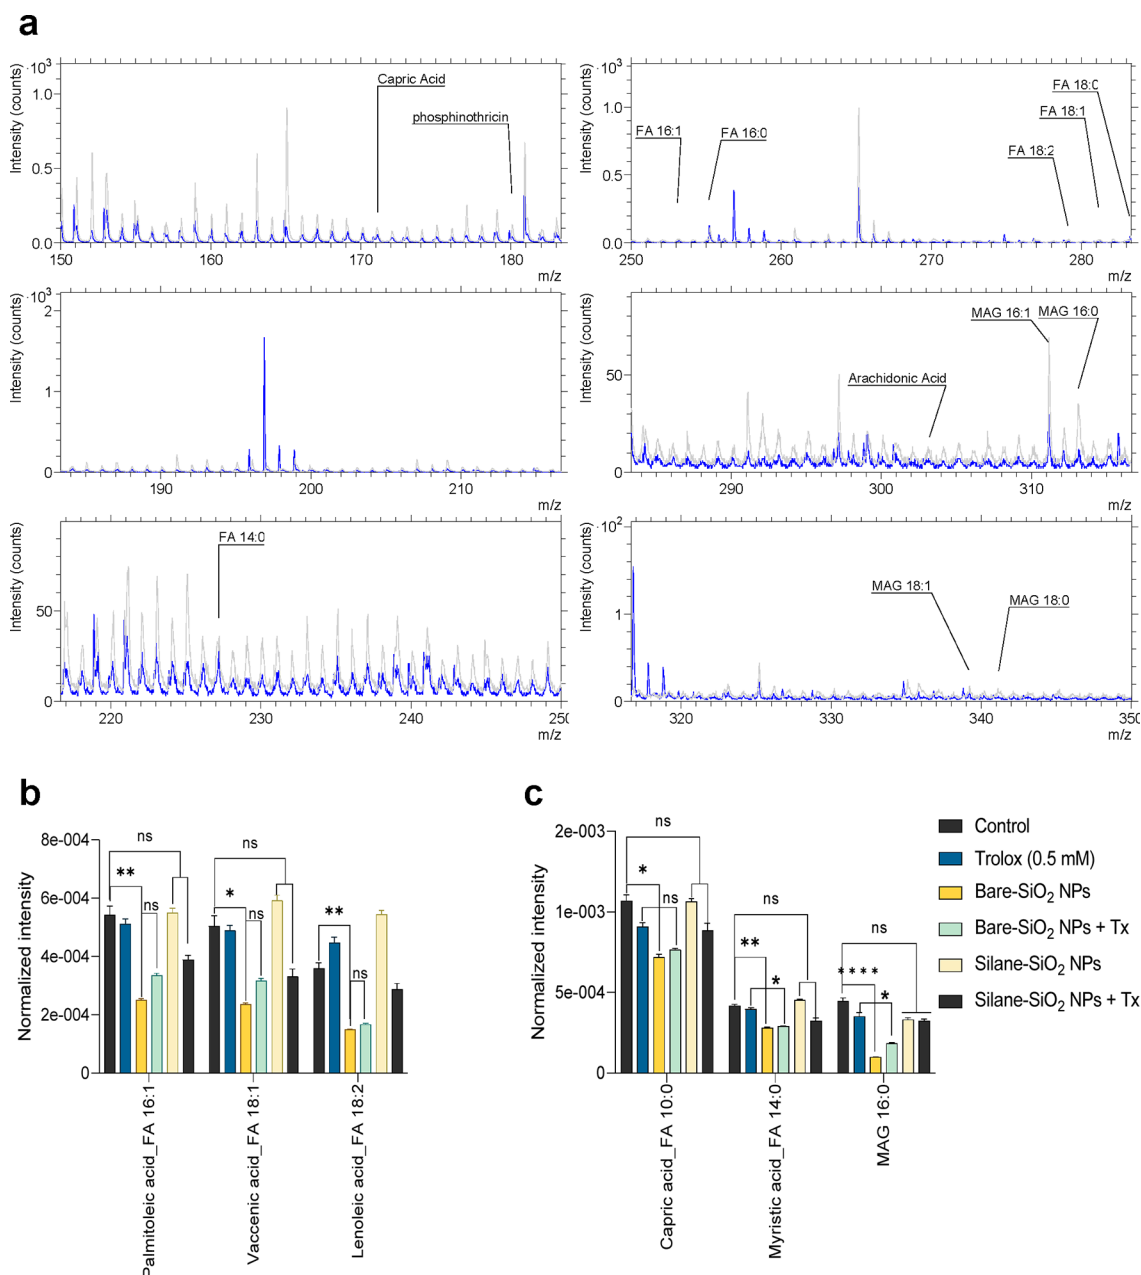 a
·10³
Intensity (counts)
1.0
0.5
0.0
Capric Acid
phosphinothricin
150
160
170
180
m/z
·10³
Intensity (counts)
1.0
0.5
0.0
FA 16:1
FA 16:0
FA 18:2
FA 18:1
FA 18:0
250
260
270
280
m/z
·10³
Intensity (counts)
2
1
0
190
200
210
m/z
Intensity (counts)
50
0
Arachidonic Acid
MAG 16:1
MAG 16:0
290
300
310
m/z
Intensity (counts)
50
0
FA 14:0
220
230
240
250
m/z
·10²
Intensity (counts)
1
0
MAG 18:1
MAG 18:0
320
330
340
350
m/z
b
Normalized intensity
8e-004
6e-004
4e-004
2e-004
0
ns
**
ns
ns
*
ns
**
ns
Palmitoleic acid_FA 16:1
Vaccenic acid_FA 18:1
Lenoleic acid_FA 18:2
c
Normalized intensity
2e-003
1e-003
5e-004
0
ns
*
ns
ns
**
*
ns
****
*
Capric acid_FA 10:0
Myristic acid_FA 14:0
MAG 16:0
Control
Trolox (0.5 mM)
Bare-SiO₂ NPs
Bare-SiO₂ NPs + Tx
Silane-SiO₂ NPs
Silane-SiO₂ NPs + Tx